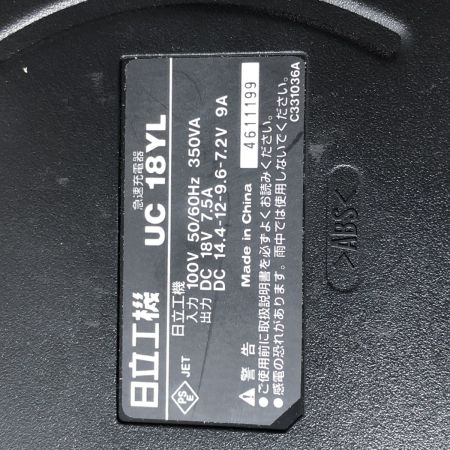 日立工機
急速充電器
UC 18YL
日立工機
入力 100V 50/60Hz 350VA
出力 DC 18V 7.5A
DC 14.4-12-9.6-7.2V 9A
Made in China
4611199
PS
E
JET
警告
●ご使用前に取扱説明書を必ずよくお読みください。
●感電の恐れがあります。雨中では使用しないでください。
C331036A
>ABS<